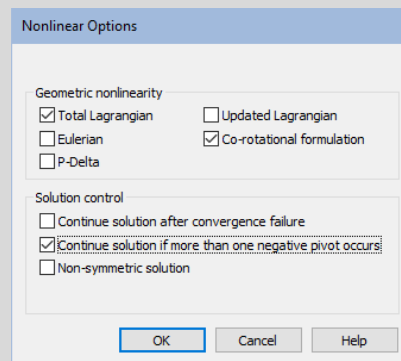 Nonlinear Options
Geometric nonlinearity
Total Lagrangian
Updated Lagrangian
Eulerian
Co-rotational formulation
P-Delta
Solution control
Continue solution after convergence failure
Continue solution if more than one negative pivot occurs
Non-symmetric solution
OK
Cancel
Help